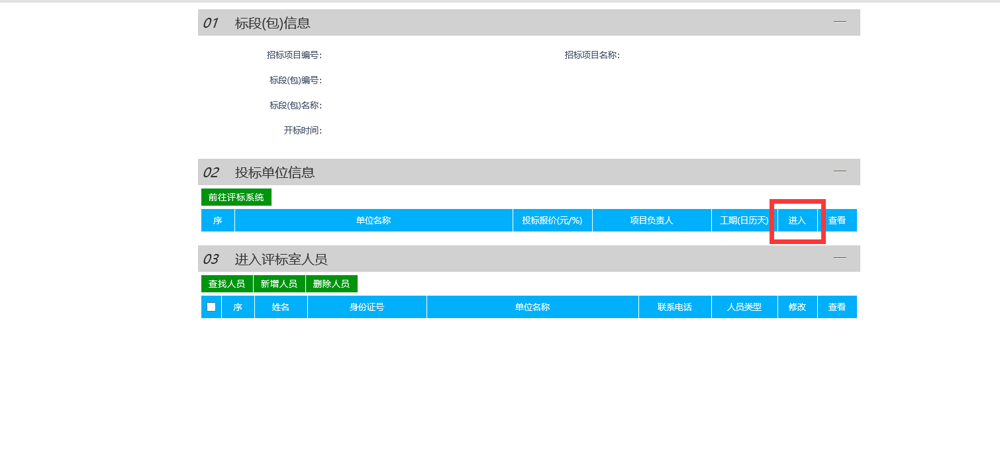 01 标段(包)信息
招标项目编号: 招标项目名称:
标段(包)编号:
标段(包)名称:
开标时间:
02 投标单位信息
前往评标系统
序 单位名称 投标报价(元/%) 项目负责人 工期(日历天) 进入 查看
03 进入评标室人员
查找人员 新增人员 删除人员
序 姓名 身份证号 单位名称 联系电话 人员类型 修改 查看